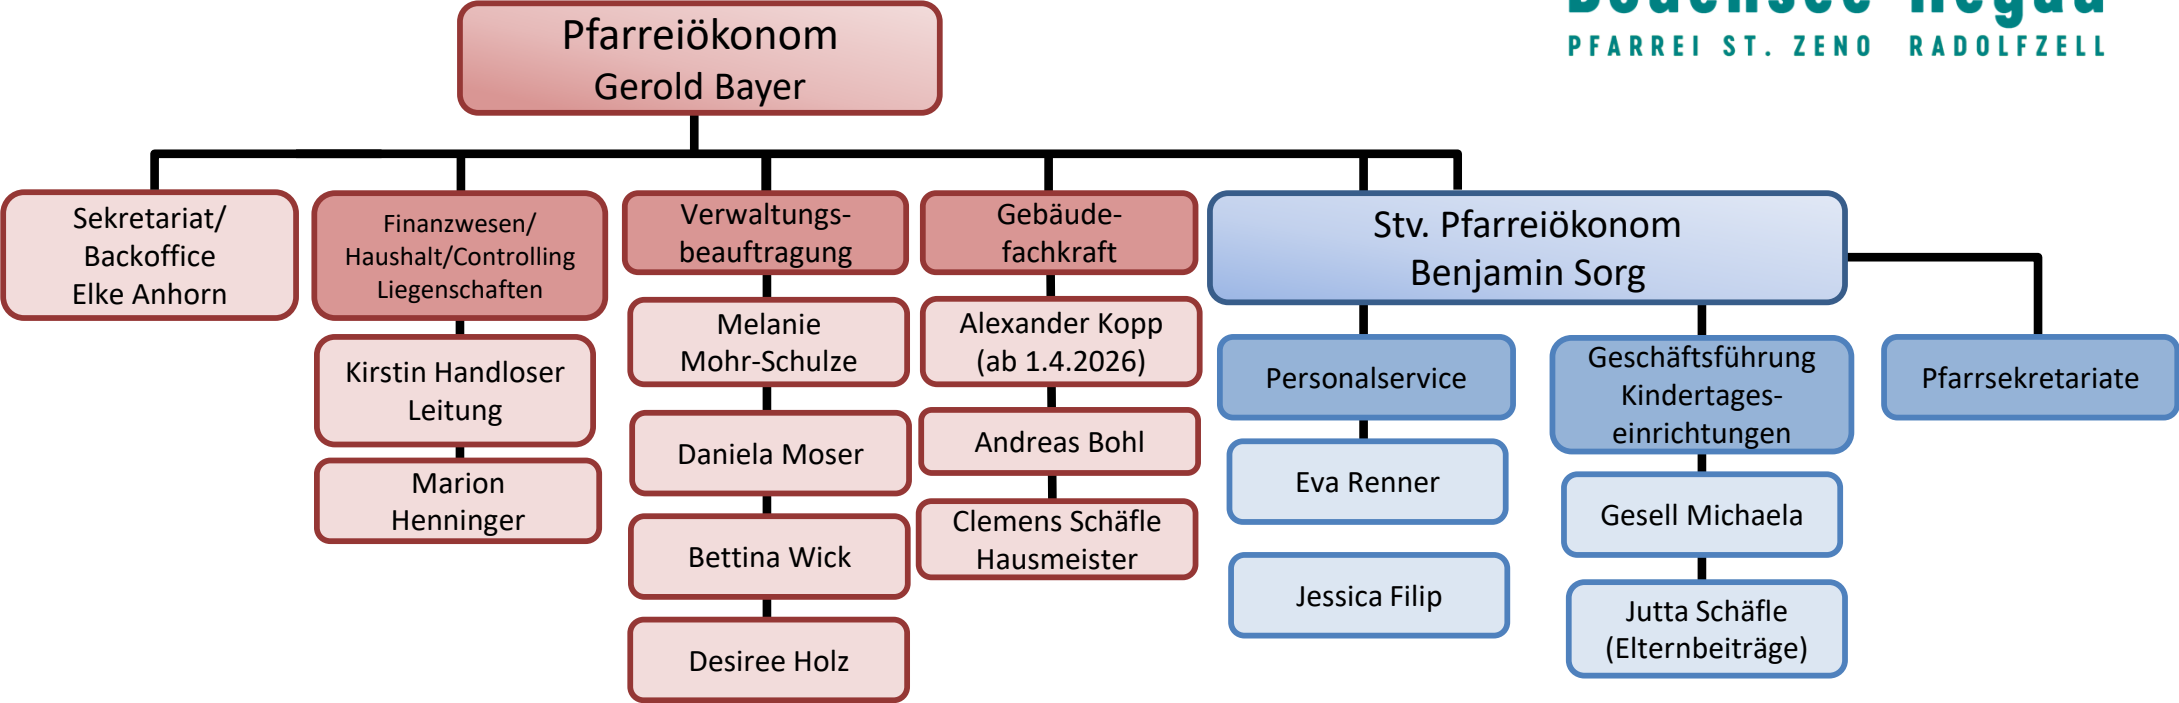 PFARREI ST. ZENO RADOLFZELL
Pfarreiökonom
Gerold Bayer
Sekretariat/
Backoffice
Elke Anhorn
Finanzwesen/
Haushalt/Controlling
Liegenschaften
Kirstin Handloser
Leitung
Marion
Henninger
Verwaltungs-
beauftragung
Melanie
Mohr-Schulze
Daniela Moser
Bettina Wick
Desiree Holz
Gebäude-
fachkraft
Alexander Kopp
(ab 1.4.2026)
Andreas Bohl
Clemens Schäfle
Hausmeister
Stv. Pfarreiökonom
Benjamin Sorg
Personalservice
Eva Renner
Jessica Filip
Geschäftsführung
Kindertages-
einrichtungen
Gesell Michaela
Jutta Schäfle
(Elternbeiträge)
Pfarrsekretariate